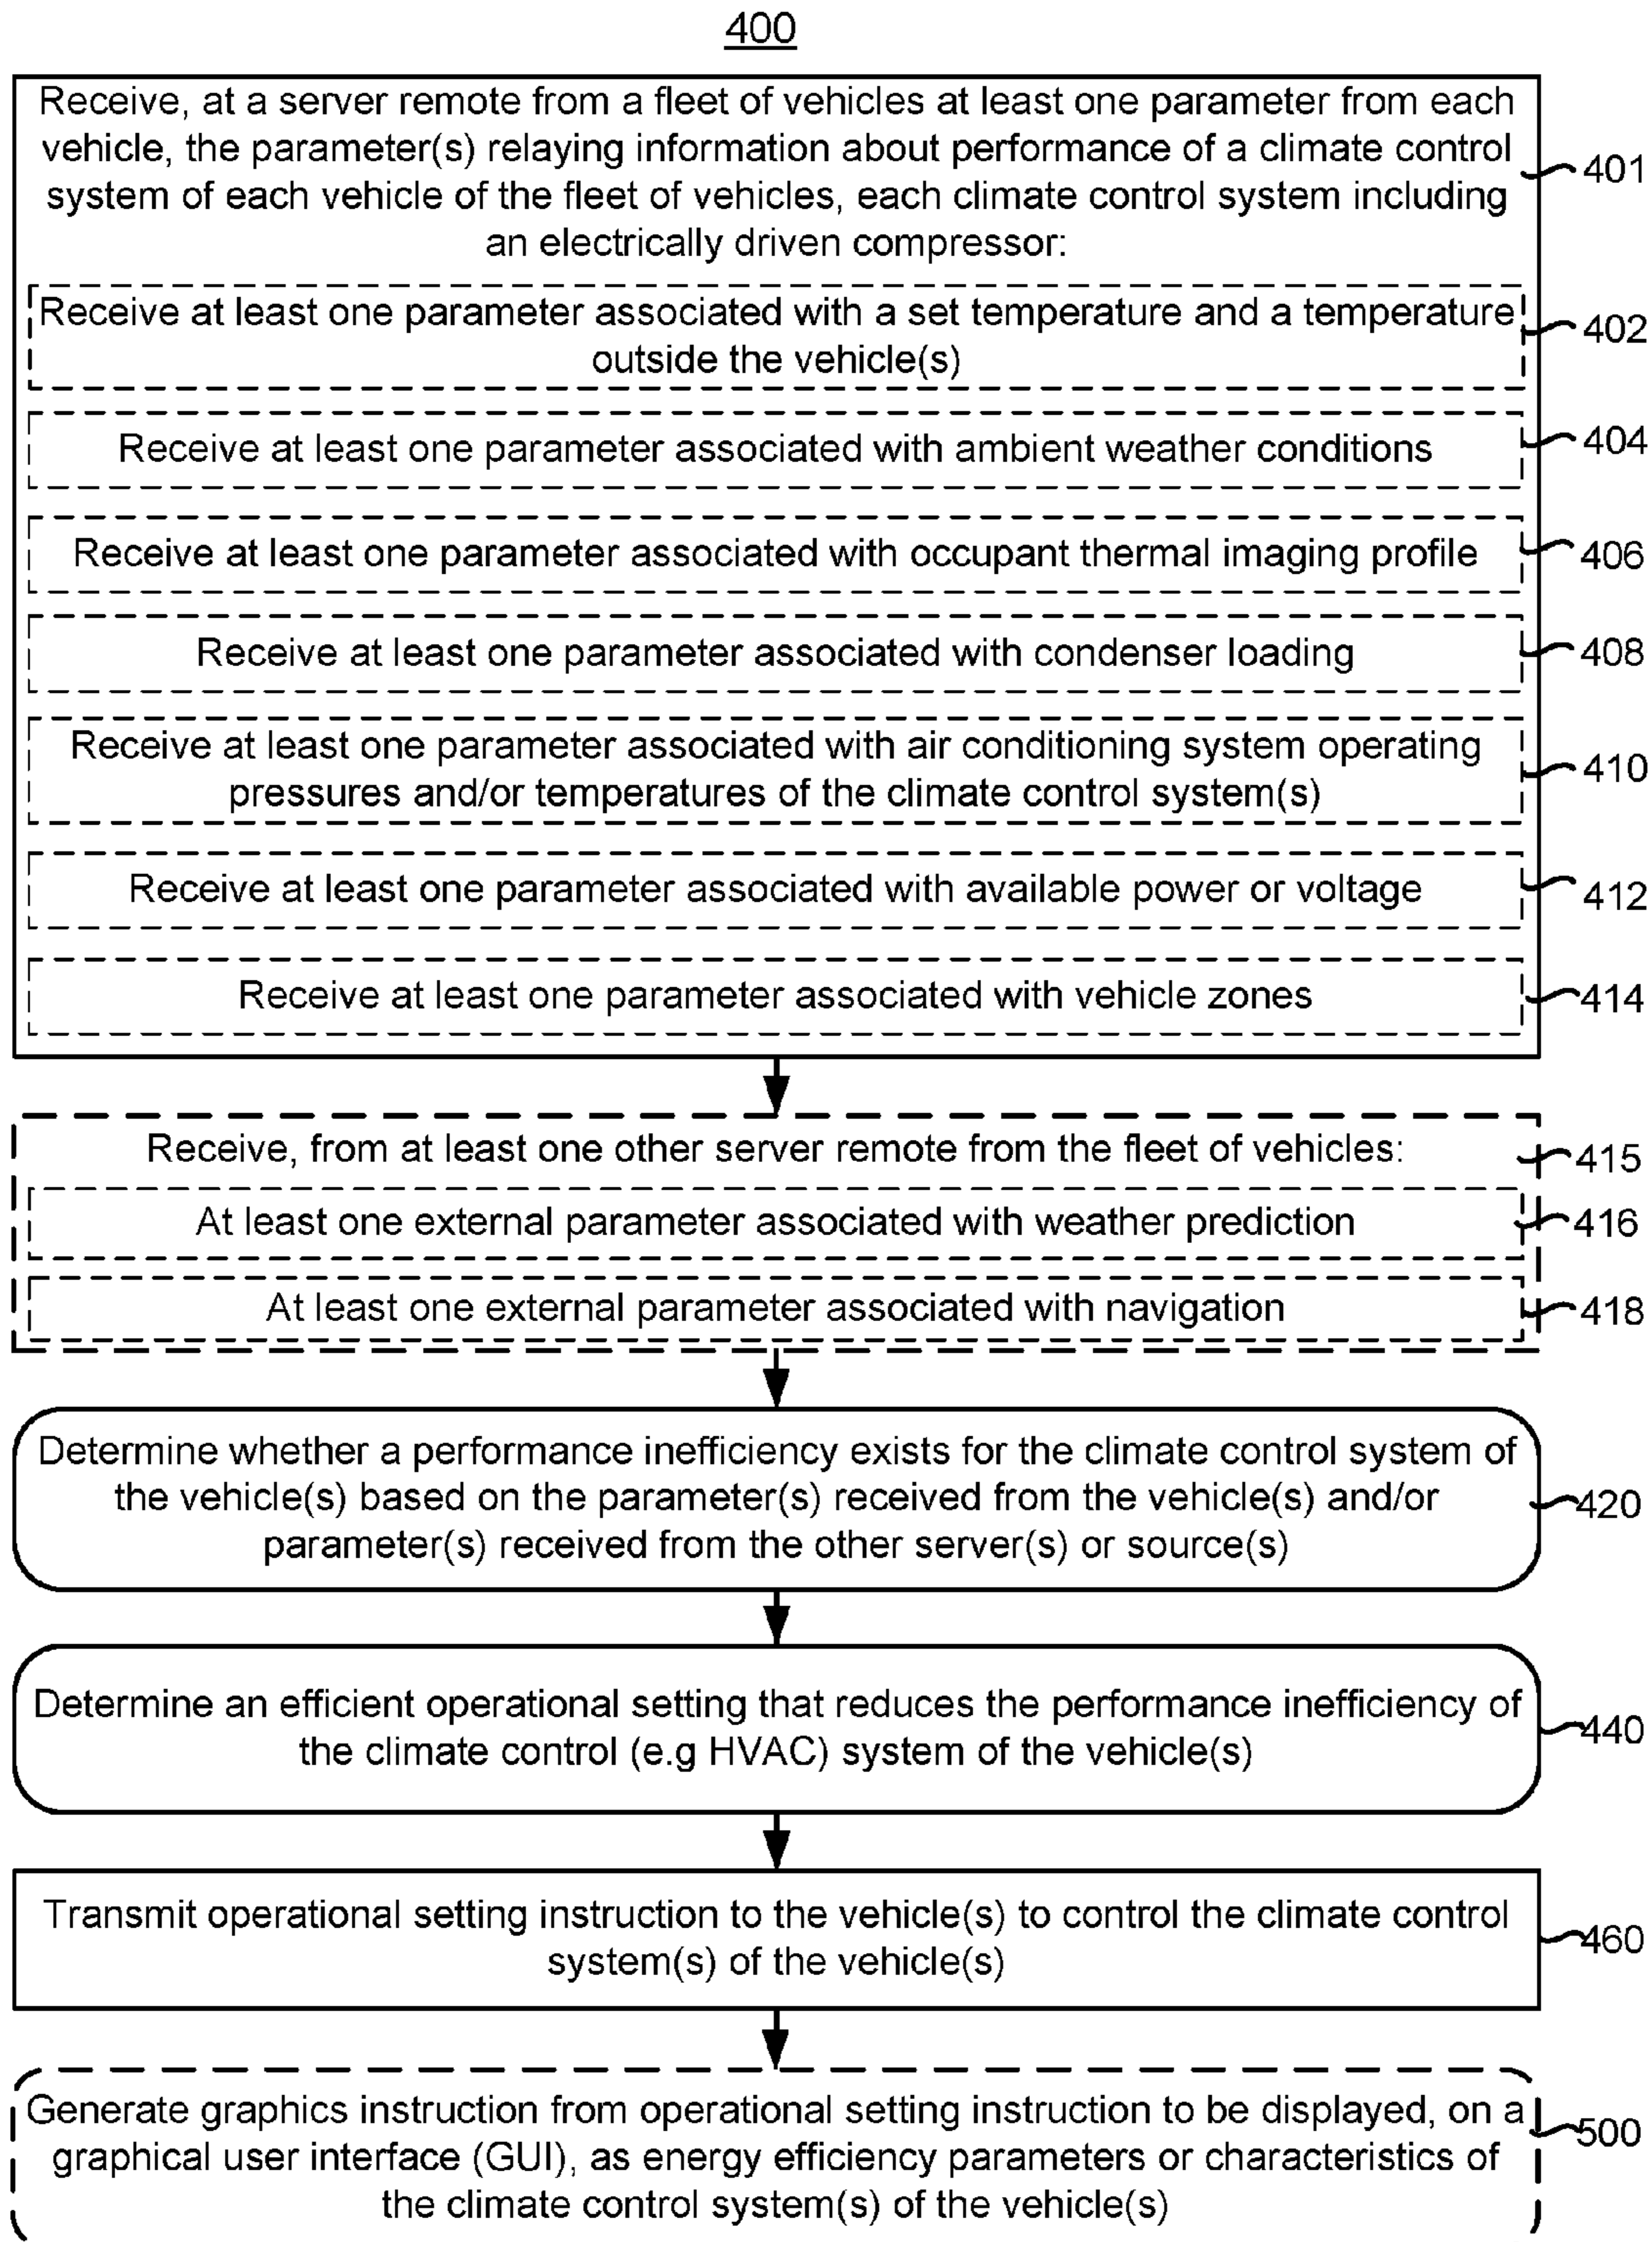 400
Receive, at a server remote from a fleet of vehicles at least one parameter from each
vehicle, the parameter(s) relaying information about performance of a climate control
system of each vehicle of the fleet of vehicles, each climate control system including
an electrically driven compressor:
401
Receive at least one parameter associated with a set temperature and a temperature
outside the vehicle(s)
402
Receive at least one parameter associated with ambient weather conditions
404
Receive at least one parameter associated with occupant thermal imaging profile
406
Receive at least one parameter associated with condenser loading
408
Receive at least one parameter associated with air conditioning system operating
pressures and/or temperatures of the climate control system(s)
410
Receive at least one parameter associated with available power or voltage
412
Receive at least one parameter associated with vehicle zones
414
Receive, from at least one other server remote from the fleet of vehicles:
415
At least one external parameter associated with weather prediction
416
At least one external parameter associated with navigation
418
Determine whether a performance inefficiency exists for the climate control system of
the vehicle(s) based on the parameter(s) received from the vehicle(s) and/or
parameter(s) received from the other server(s) or source(s)
420
Determine an efficient operational setting that reduces the performance inefficiency of
the climate control (e.g HVAC) system of the vehicle(s)
440
Transmit operational setting instruction to the vehicle(s) to control the climate control
system(s) of the vehicle(s)
460
Generate graphics instruction from operational setting instruction to be displayed, on a
graphical user interface (GUI), as energy efficiency parameters or characteristics of
the climate control system(s) of the vehicle(s)
500